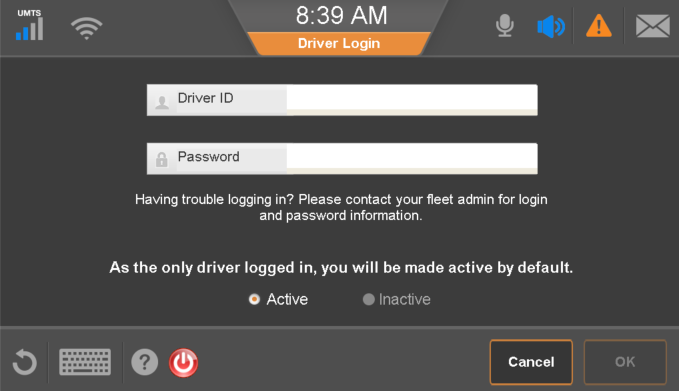 UMTS
8:39 AM
Driver Login
Driver ID
Password
Having trouble logging in? Please contact your fleet admin for login
and password information.
As the only driver logged in, you will be made active by default.
Active
Inactive
?
Cancel
OK